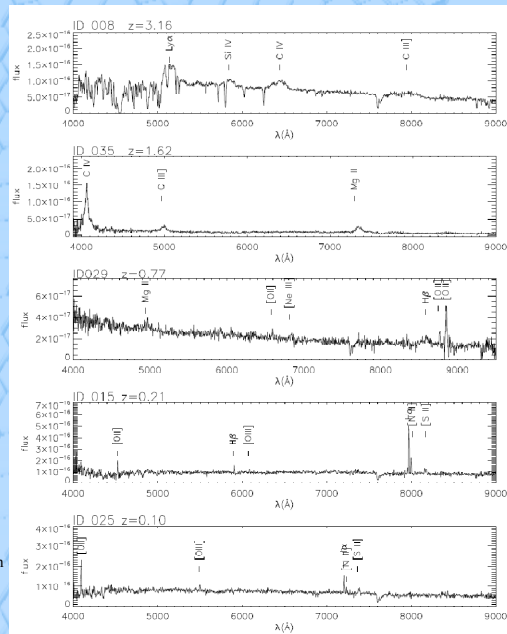 ID 008 z=3.16
Lyα
Si IV
C IV
C III]
2.5×10⁻¹⁶
2.0×10⁻¹⁶
1.5×10⁻¹⁶
1.0×10⁻¹⁶
5.0×10⁻¹⁷
0
flux
4000 5000 6000 7000 8000 9000
λ(Å)
ID 035 z=1.62
C IV
C III]
Mg II
2.0×10⁻¹⁶
1.5×10⁻¹⁶
1.0×10⁻¹⁶
5.0×10⁻¹⁷
0
flux
4000 5000 6000 7000 8000 9000
λ(Å)
ID029 z=0.77
Mg II
[OII]
[Ne III]
Hβ
[O II]
6×10⁻¹⁷
4×10⁻¹⁷
2×10⁻¹⁷
0
flux
4000 5000 6000 7000 8000 9000
λ(Å)
ID 015 z=0.21
[OII]
Hβ
[OIII]
[N II]
[S II]
7×10⁻¹⁶
6×10⁻¹⁶
5×10⁻¹⁶
4×10⁻¹⁶
3×10⁻¹⁶
2×10⁻¹⁶
1×10⁻¹⁶
0
flux
4000 5000 6000 7000 8000 9000
λ(Å)
ID 025 z=0.10
[OII]
[OIII]
[S II]
4×10⁻¹⁶
3×10⁻¹⁶
2×10⁻¹⁶
1×10⁻¹⁶
0
flux
4000 5000 6000 7000 8000 9000
λ(Å)